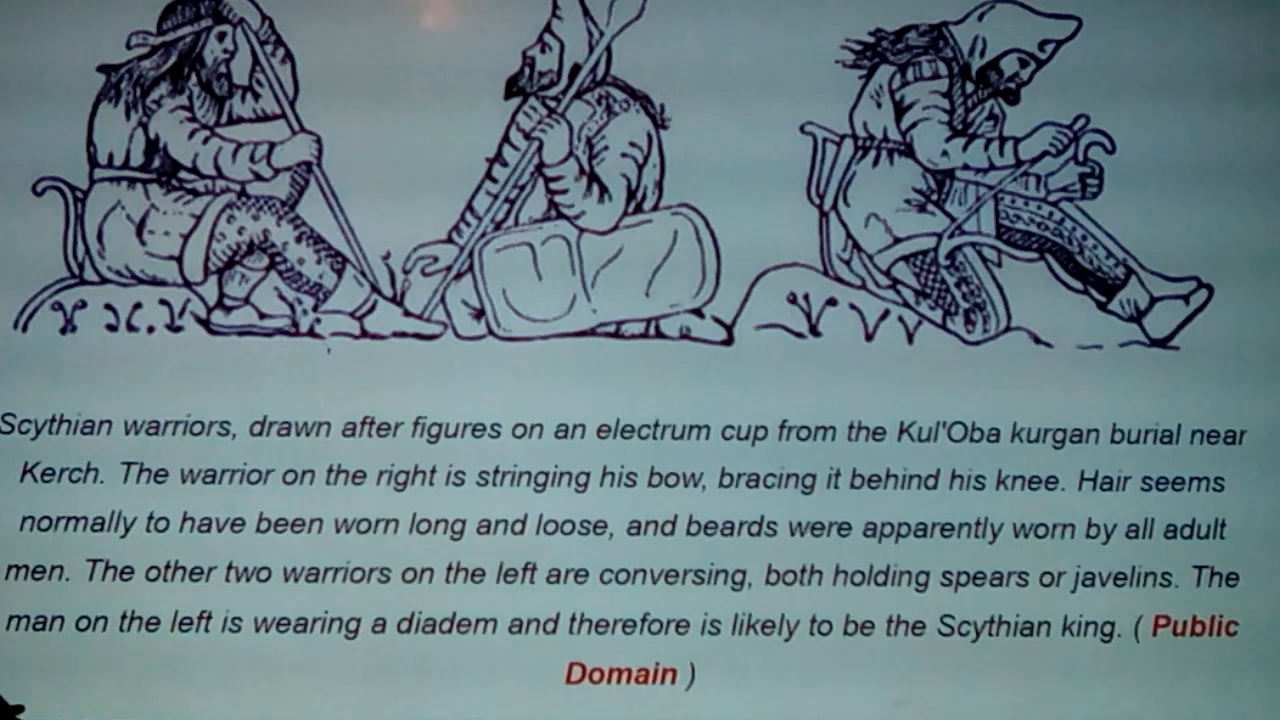 Scythian warriors, drawn after figures on an electrum cup from the Kul'Oba kurgan burial near
Kerch. The warrior on the right is stringing his bow, bracing it behind his knee. Hair seems
normally to have been worn long and loose, and beards were apparently worn by all adult
men. The other two warriors on the left are conversing, both holding spears or javelins. The
man on the left is wearing a diadem and therefore is likely to be the Scythian king. ( Public
Domain )